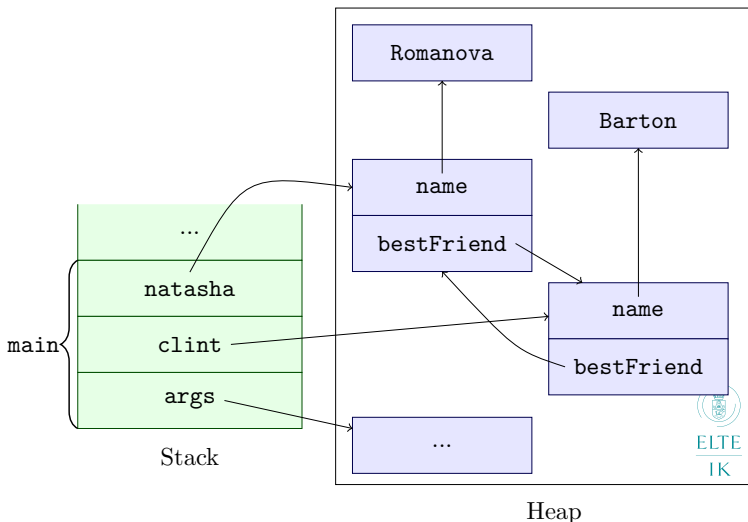 Romanova
Barton
name
bestFriend
...
natasha
main
clint
args
name
bestFriend
...
ELTE
IK
Stack
Heap